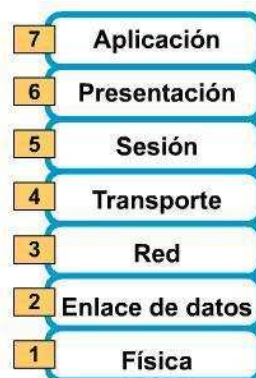 7 Aplicación
6 Presentación
5 Sesión
4 Transporte
3 Red
2 Enlace de datos
1 Física